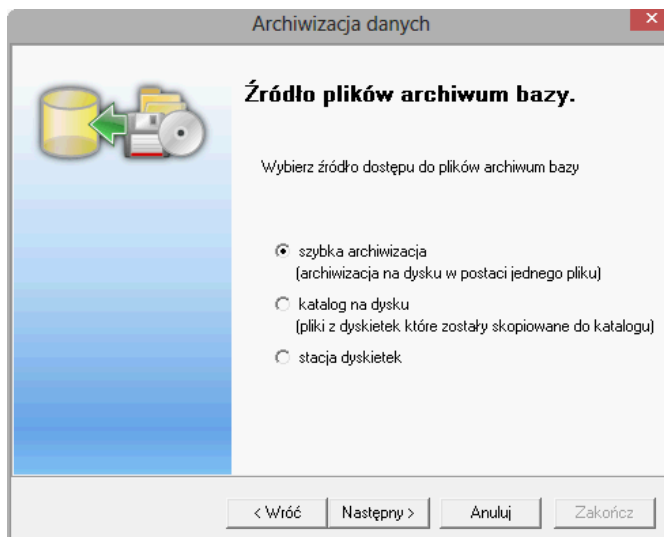 Archiwizacja danych
Źródło plików archiwum bazy.
Wybierz źródło dostępu do plików archiwum bazy
szybka archiwizacja
(archiwizacja na dysku w postaci jednego pliku)
katalog na dysku
(pliki z dyskietek które zostały skopiowane do katalogu)
stacja dyskietek
< Wróć Następny > Anuluj Zakończ